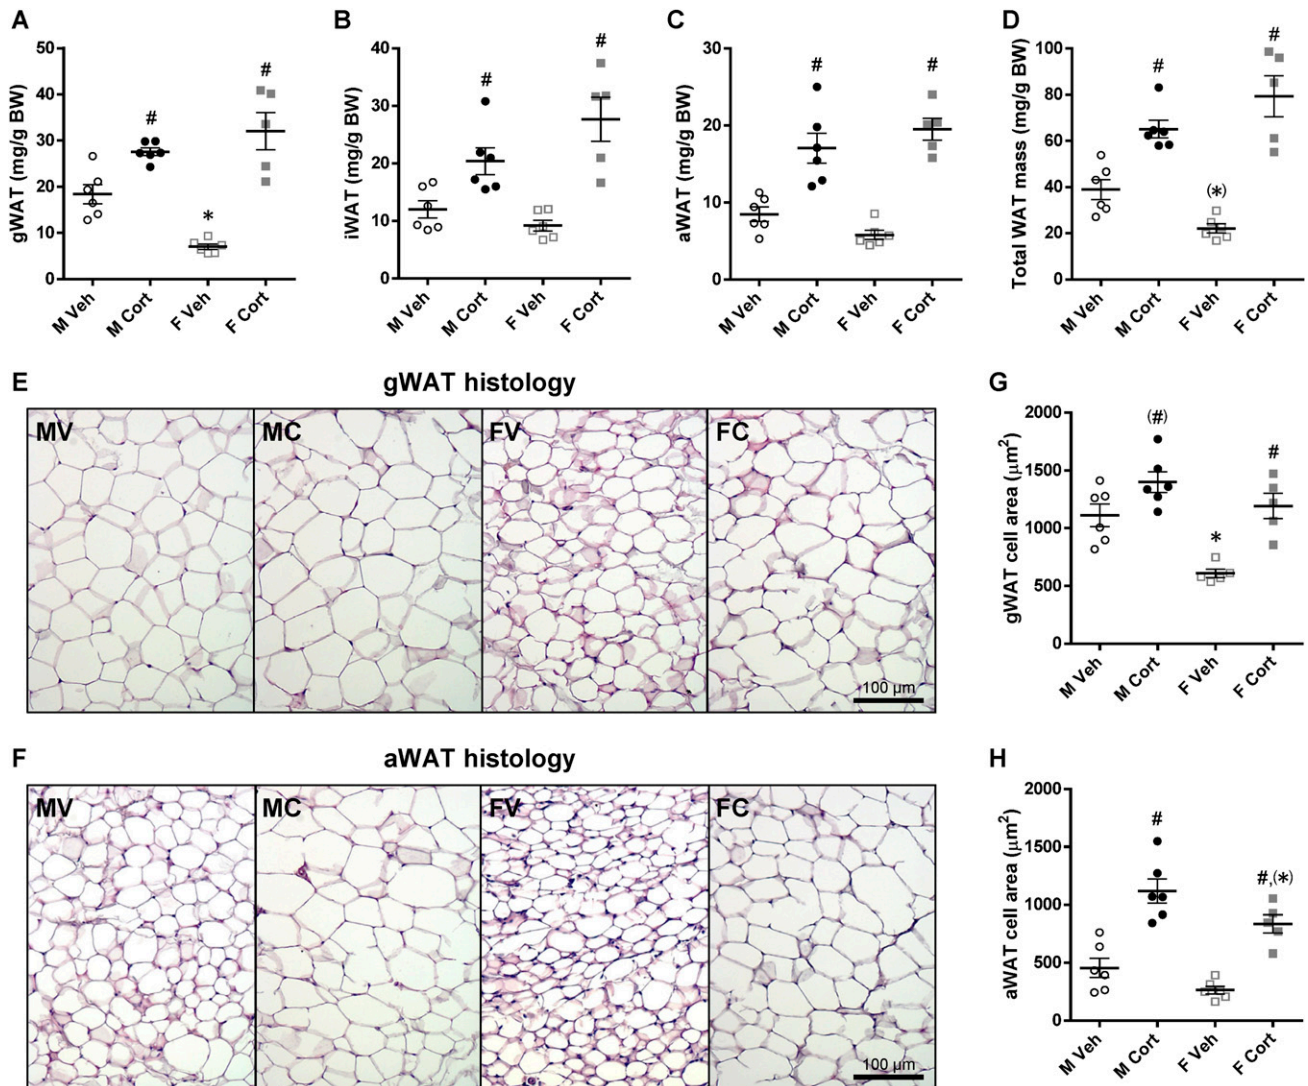 A
gWAT (mg/g BW)
50
40
30
20
10
0
#
*
#
M Veh
M Cort
F Veh
F Cort
B
iWAT (mg/g BW)
40
30
20
10
0
#
#
M Veh
M Cort
F Veh
F Cort
C
aWAT (mg/g BW)
30
20
10
0
#
#
M Veh
M Cort
F Veh
F Cort
D
Total WAT mass (mg/g BW)
100
80
60
40
20
0
#
(*)
#
M Veh
M Cort
F Veh
F Cort
E
gWAT histology
MV
MC
FV
FC
100 µm
G
gWAT cell area (µm²)
2000
1500
1000
500
0
(#)
*
#
M Veh
M Cort
F Veh
F Cort
F
aWAT histology
MV
MC
FV
FC
100 µm
H
aWAT cell area (µm²)
2000
1500
1000
500
0
#
#,(*)
M Veh
M Cort
F Veh
F Cort